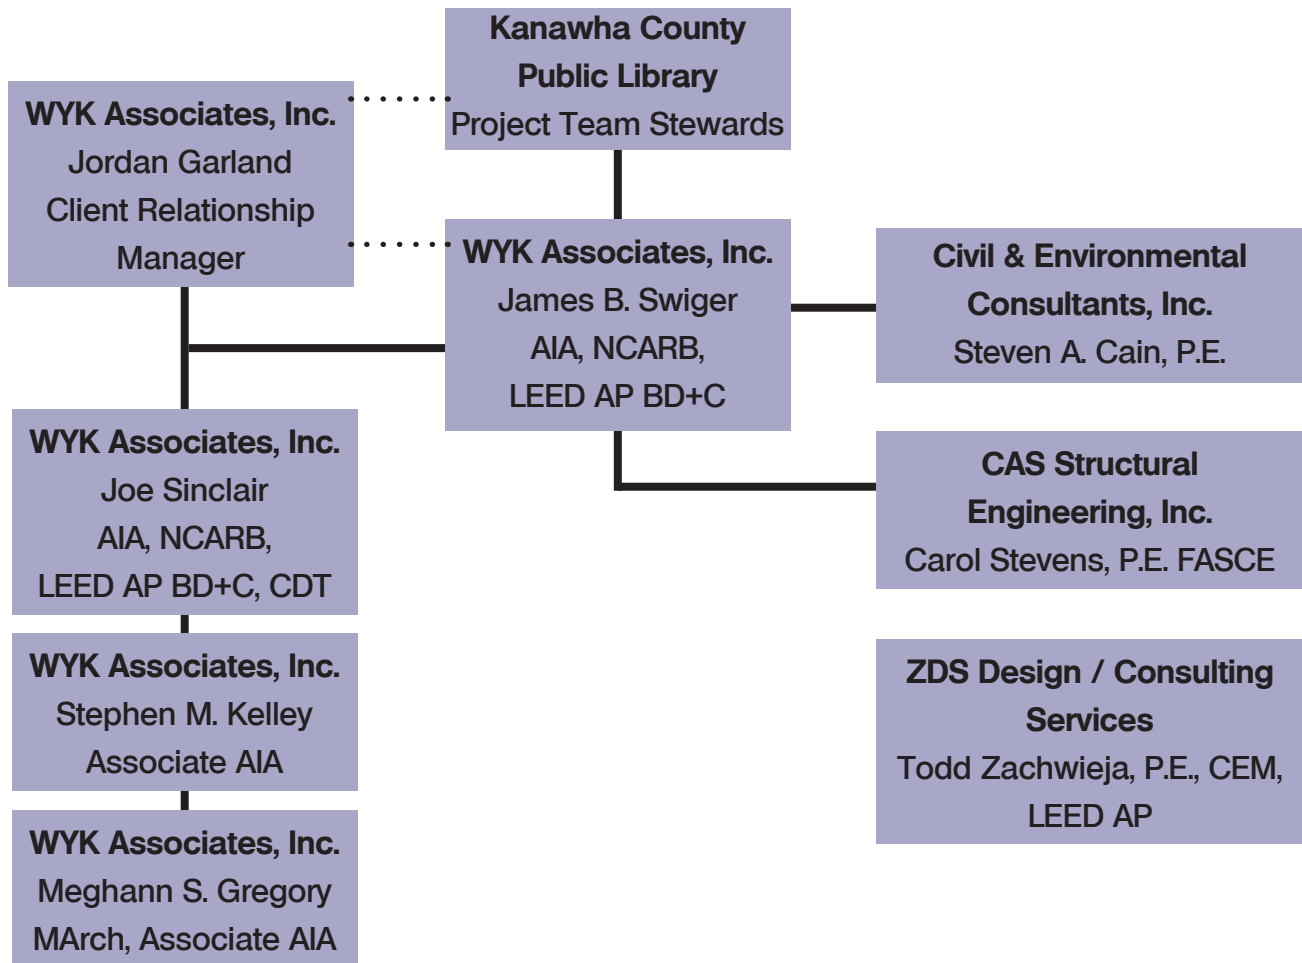 Kanawha County
Public Library
Project Team Stewards
WYK Associates, Inc.
Jordan Garland
Client Relationship
Manager
WYK Associates, Inc.
James B. Swiger
AIA, NCARB,
LEED AP BD+C
Civil & Environmental
Consultants, Inc.
Steven A. Cain, P.E.
WYK Associates, Inc.
Joe Sinclair
AIA, NCARB,
LEED AP BD+C, CDT
CAS Structural
Engineering, Inc.
Carol Stevens, P.E. FASCE
WYK Associates, Inc.
Stephen M. Kelley
Associate AIA
ZDS Design / Consulting
Services
Todd Zachwieja, P.E., CEM,
LEED AP
WYK Associates, Inc.
Meghann S. Gregory
MArch, Associate AIA